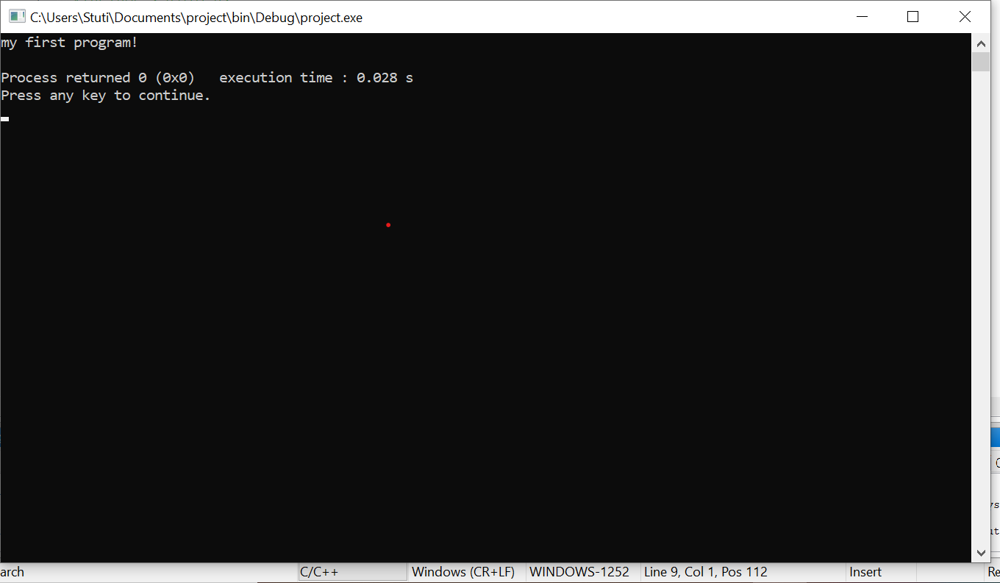 C:\Users\Stuti\Documents\project\bin\Debug\project.exe
my first program!
Process returned 0 (0x0)   execution time : 0.028 s
Press any key to continue.
arch
C/C++
Windows (CR+LF)
WINDOWS-1252
Line 9, Col 1, Pos 112
Insert
Re